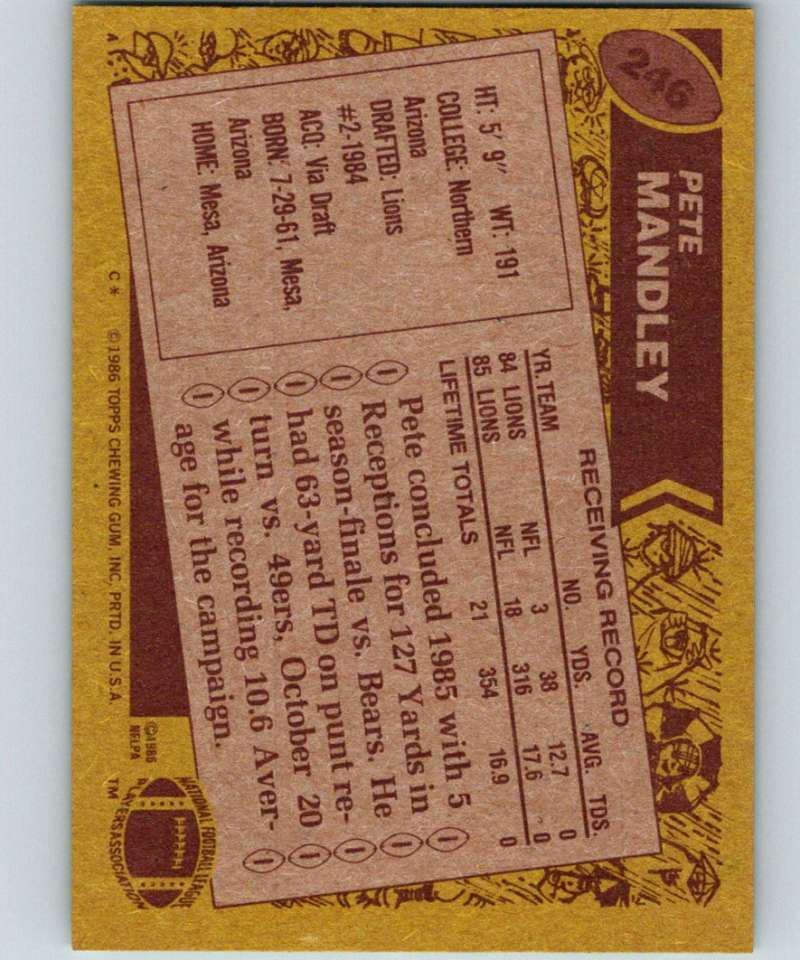 246
PETE
MANDLEY
HT: 5' 9" WT: 191
COLLEGE: Northern
Arizona
DRAFTED: Lions
#2-1984
ACQ: Via Draft
BORN: 7-29-61, Mesa,
Arizona
HOME: Mesa, Arizona
RECEIVING RECORD
YR. TEAM NO. YDS. AVG. TDS.
84 LIONS NFL 3 38 12.7 0
85 LIONS NFL 18 316 17.6 0
LIFETIME TOTALS 21 354 16.9 0
Pete concluded 1985 with 5
Receptions for 127 Yards in
season-finale vs. Bears. He
had 63-yard TD on punt re-
turn vs. 49ers, October 20
while recording 10.6 Aver-
age for the campaign.
A
C* ©1986 TOPPS CHEWING GUM, INC. PRTD. IN U.S.A.
©1986
NFLPA
NATIONAL FOOTBALL LEAGUE
PLAYERS ASSOCIATION
TM